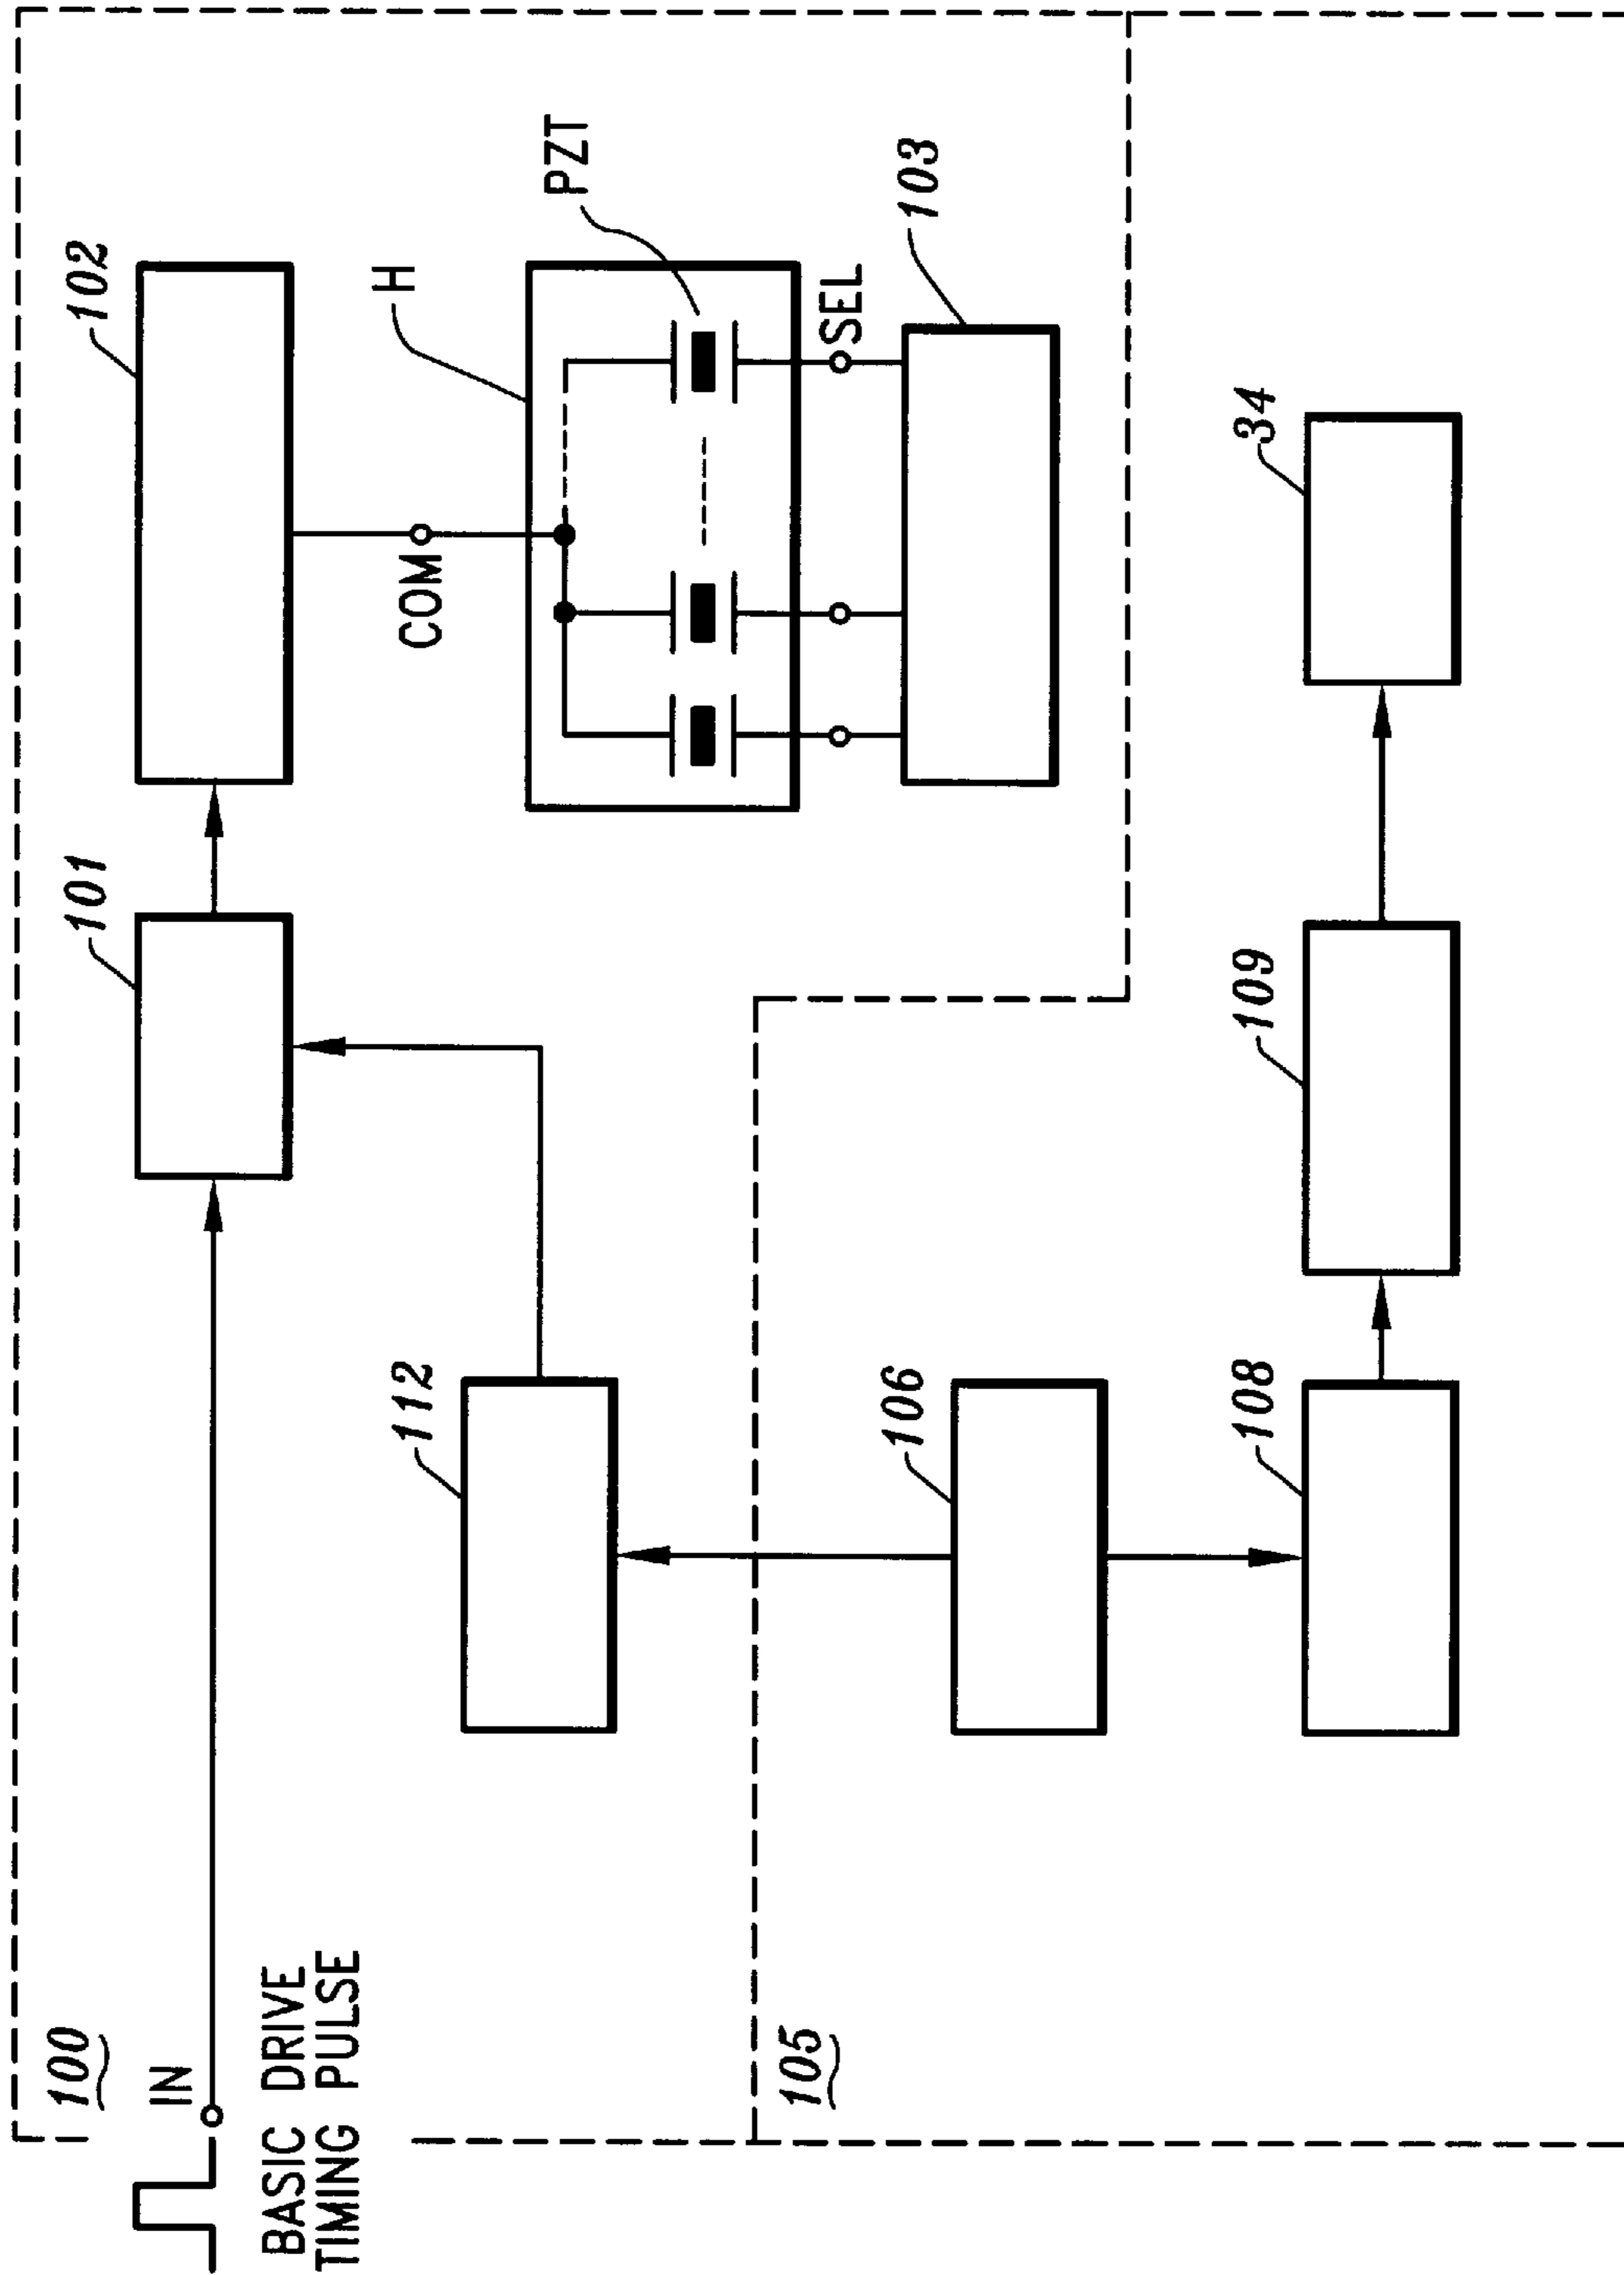 100
IN
BASIC DRIVE
TIMING PULSE
101
102
112
COM
H
PZT
SEL
103
105
106
108
109
34